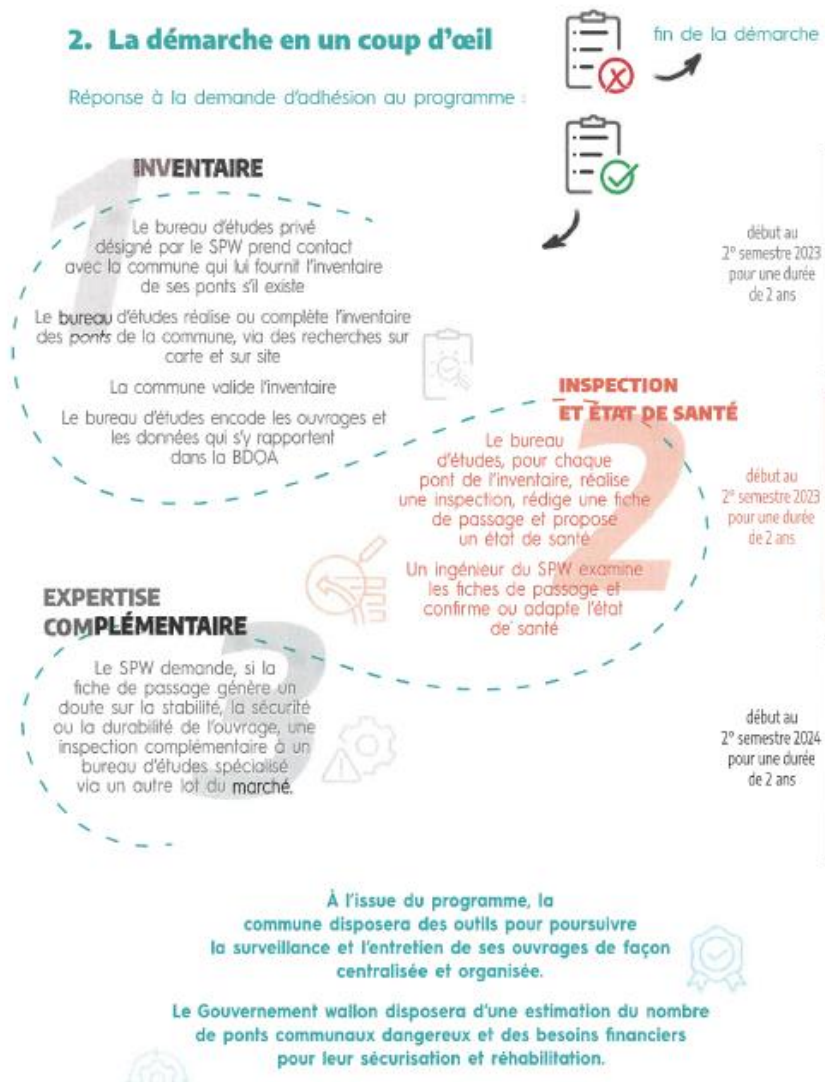 2. La démarche en un coup d'œil
fin de la démarche
Réponse à la demande d'adhésion au programme :
1
INVENTAIRE
Le bureau d'études privé
désigné par le SPW prend contact
avec la commune qui lui fournit l'inventaire
de ses ponts s'il existe
Le bureau d'études réalise ou complète l'inventaire
des ponts de la commune, via des recherches sur
carte et sur site
La commune valide l'inventaire
Le bureau d'études encode les ouvrages et
les données qui s'y rapportent
dans la BDOA
début au
2° semestre 2023
pour une durée
de 2 ans
2
INSPECTION
ET ÉTAT DE SANTÉ
Le bureau
d'études, pour chaque
pont de l'inventaire, réalise
une inspection, rédige une fiche
de passage et propose
un état de santé
Un ingénieur du SPW examine
les fiches de passage et
confirme ou adapte l'état
de santé
début au
2° semestre 2023
pour une durée
de 2 ans
3
EXPERTISE
COMPLÉMENTAIRE
Le SPW demande, si la
fiche de passage génère un
doute sur la stabilité, la sécurité
ou la durabilité de l'ouvrage, une
inspection complémentaire à un
bureau d'études spécialisé
via un autre lot du marché.
début au
2° semestre 2024
pour une durée
de 2 ans
À l'issue du programme, la
commune disposera des outils pour poursuivre
la surveillance et l'entretien de ses ouvrages de façon
centralisée et organisée.
Le Gouvernement wallon disposera d'une estimation du nombre
de ponts communaux dangereux et des besoins financiers
pour leur sécurisation et réhabilitation.